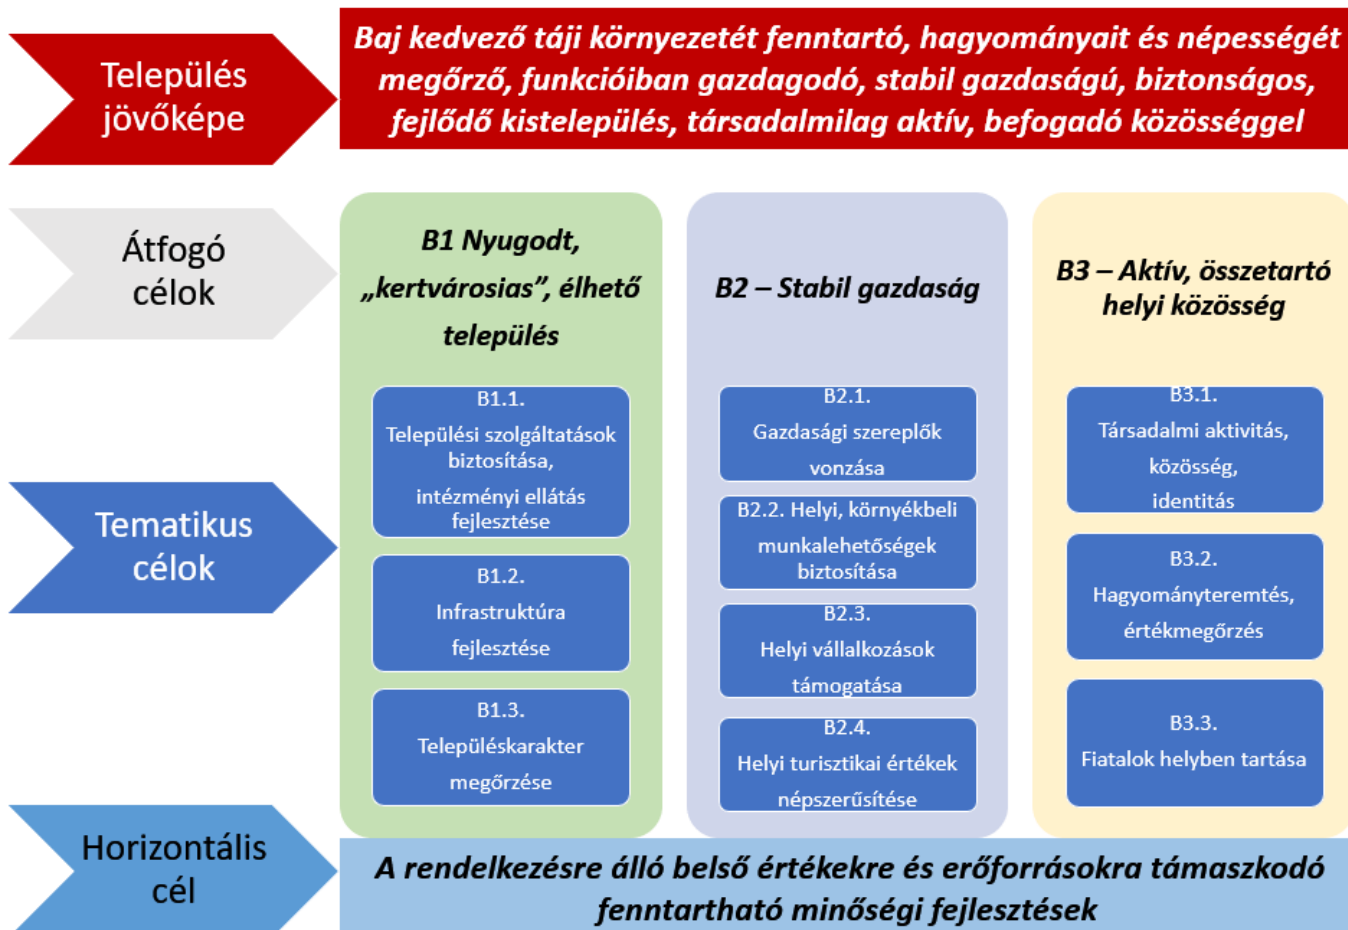 Település
jövőképe
Baj kedvező táji környezetét fenntartó, hagyományait és népességét
megőrző, funkcióiban gazdagodó, stabil gazdaságú, biztonságos,
fejlődő kistelepülés, társadalmilag aktív, befogadó közösséggel
Átfogó
célok
B1 Nyugodt,
„kertvárosias”, élhető
település
B2 – Stabil gazdaság
B3 – Aktív, összetartó
helyi közösség
Tematikus
célok
B1.1.
Települési szolgáltatások
biztosítása,
intézményi ellátás
fejlesztése
B1.2.
Infrastruktúra
fejlesztése
B1.3.
Településkarakter
megőrzése
B2.1.
Gazdasági szereplők
vonzása
B2.2. Helyi, környékbeli
munkalehetőségek
biztosítása
B2.3.
Helyi vállalkozások
támogatása
B2.4.
Helyi turisztikai értékek
népszerűsítése
B3.1.
Társadalmi aktivitás,
közösség,
identitás
B3.2.
Hagyományteremtés,
értékmegőrzés
B3.3.
Fiatalok helyben tartása
Horizontális
cél
A rendelkezésre álló belső értékekre és erőforrásokra támaszkodó
fenntartható minőségi fejlesztések